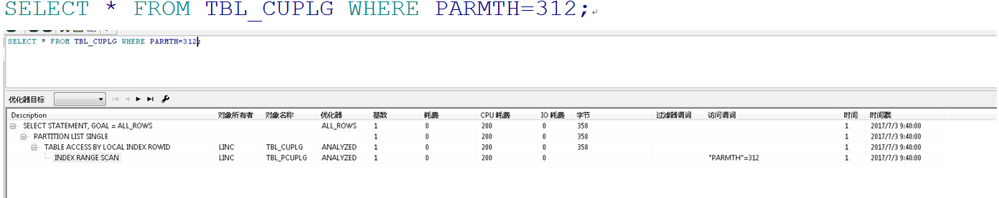 SELECT * FROM TBL_CUPLG WHERE PARMTH=312;
SELECT * FROM TBL_CUPLG WHERE PARMTH=312;
优化器目标
Description 对象所有者 对象名称 优化器 基数 耗费 CPU 耗费 IO 耗费 字节 过滤器调词 访问调词 时间 时间戳
SELECT STATEMENT, GOAL = ALL_ROWS ALL_ROWS 1 0 200 0 358 1 2017/7/3 9:40:00
PARTITION LIST SINGLE 1 0 200 0 358 1 2017/7/3 9:40:00
TABLE ACCESS BY LOCAL INDEX ROWID LINC TBL_CUPLG ANALYZED 1 0 200 0 358 1 2017/7/3 9:40:00
INDEX RANGE SCAN LINC TBL_PCUPLG ANALYZED 1 0 200 0 "PARMTH"=312 1 2017/7/3 9:40:00